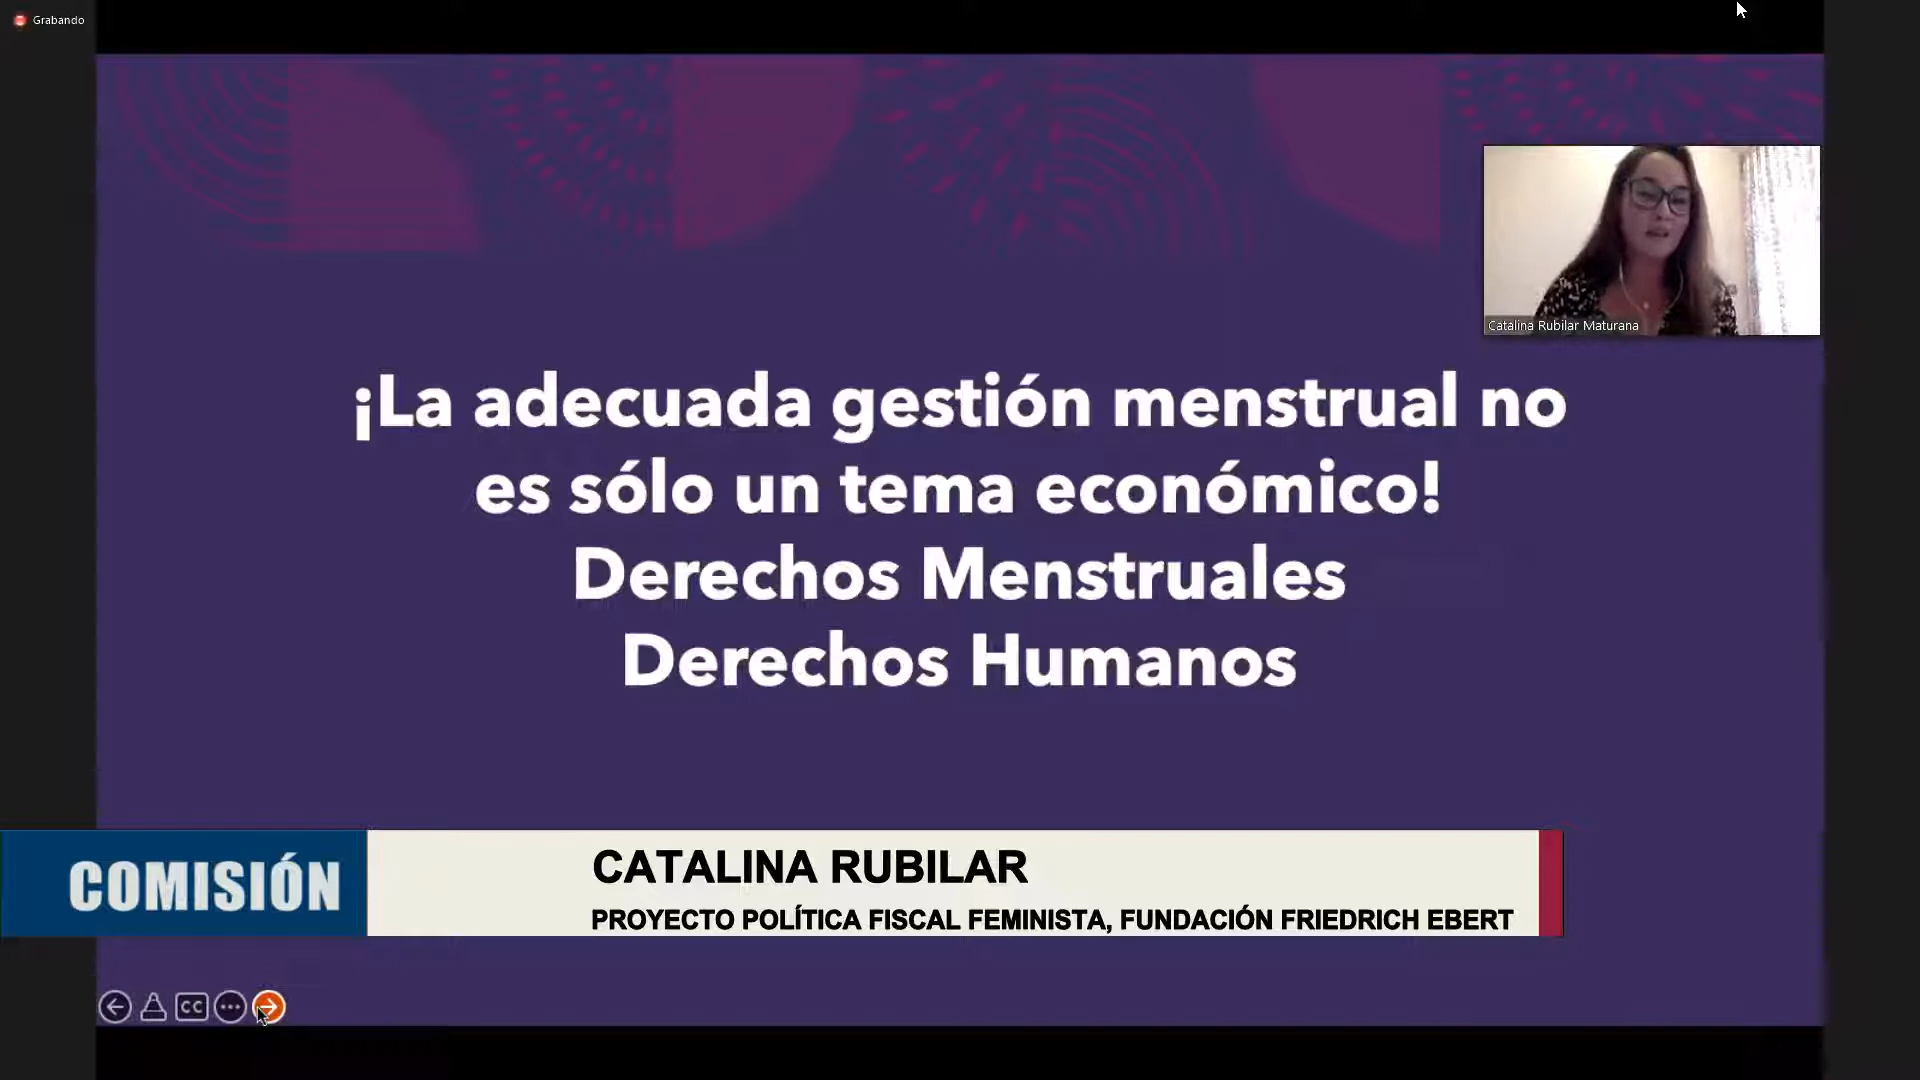 Grabando
Catalina Rubilar Maturana
¡La adecuada gestión menstrual no
es sólo un tema económico!
Derechos Menstruales
Derechos Humanos
COMISIÓN
CATALINA RUBILAR
PROYECTO POLÍTICA FISCAL FEMINISTA, FUNDACIÓN FRIEDRICH EBERT
CC